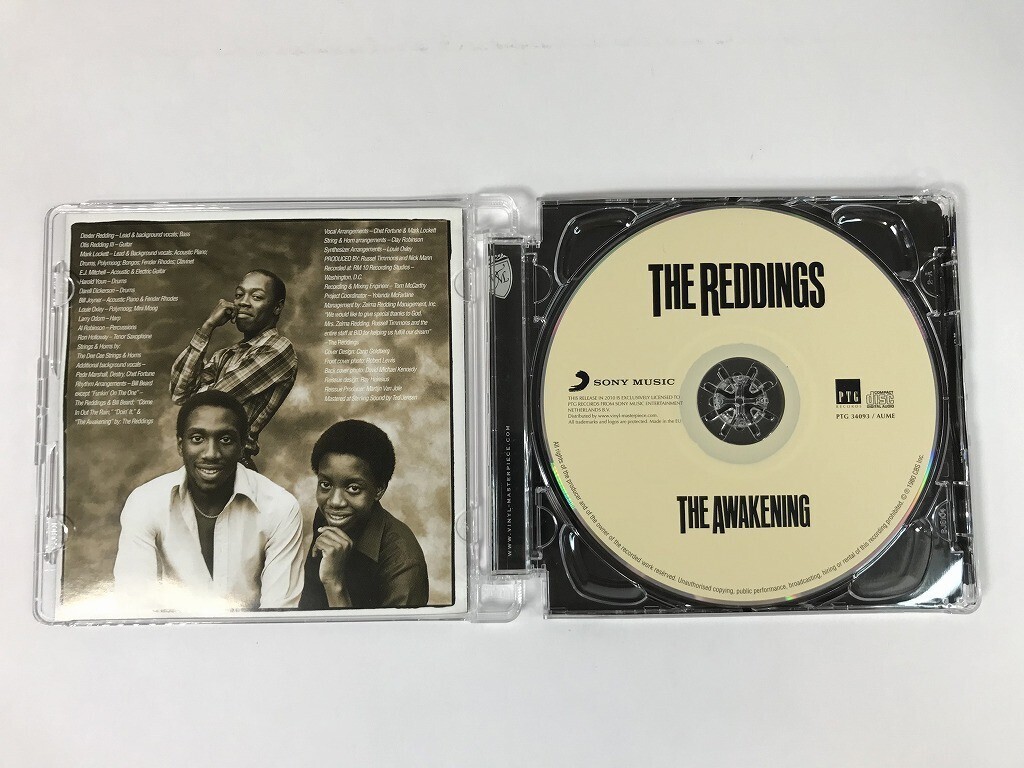 Dexter Redding – Lead & background vocals; Bass
Otis Redding III – Guitar
Mark Lockett – Lead & Background vocals; Acoustic Piano;
Drums, Polymoog; Bongos; Fender Rhodes; Clavinet
E.J. Mitchell – Acoustic & Electric Guitar
Harold Youn – Drums
Darell Dickerson – Drums
Bill Joyner – Acoustic Piano & Fender Rhodes
Louie Oxley – Polymoog; Mini-Moog
Larry Odom – Harp
Al Robinson – Percussions
Ron Holloway – Tenor Saxophone
Strings & Horns by:
The Dee Cae Strings & Horns
Additional background vocals –
Pede Marshall, Destry, Chet Fortune
Rhythm Arrangements – Bill Beard
except "Funkin' On The One" –
The Reddings & Bill Beard; "Come
In Out The Rain," "Doin' It," &
"The Awakening" by: The Reddings
Vocal Arrangements – Chet Fortune & Mark Lockett
String & Horn arrangements – Clay Robinson
Synthesizer Arrangements – Louie Oxley
PRODUCED BY: Russel Timmons and Nick Mann
Recorded at: RM 10 Recording Studios –
Washington, D.C.
Recording & Mixing Engineer – Tom McCarthy
Project Coordinator – Yolanda McFarlane
Management by: Zelma Redding Management, Inc.
"We would like to give special thanks to God,
Mrs. Zelma Redding, Russell Timmons and the
entire staff at BID for helping us fulfill our dream"
–The Reddings
Cover Design: Carin Goldberg
Front cover photo: Robert Lewis
Back cover photo: David Michael Kennedy
Reissue design: Roy
Reissue Producer: Martijn Van Jole
Mastered at Sterling Sound by Ted Jensen
WWW.VINYL-MASTERPIECE.COM
THE REDDINGS
SONY MUSIC
THIS RELEASE IN 2010 IS EXCLUSIVELY LICENSED TO
PTG RECORDS FROM SONY MUSIC ENTERTAINMENT
NETHERLANDS B.V.
Distributed by www.vinyl-masterpiece.com
All trademarks and logos are protected. Made in the EU
PTG
RECORDS
COMPACT
disc
DIGITAL AUDIO
PTG 34093 / AUME
THE AWAKENING
All rights of the producer and of the owner of the recorded work reserved. Unauthorised copying, public performance, broadcasting, hiring or rental of this recording prohibited. ℗ © 1980 CBS Inc.